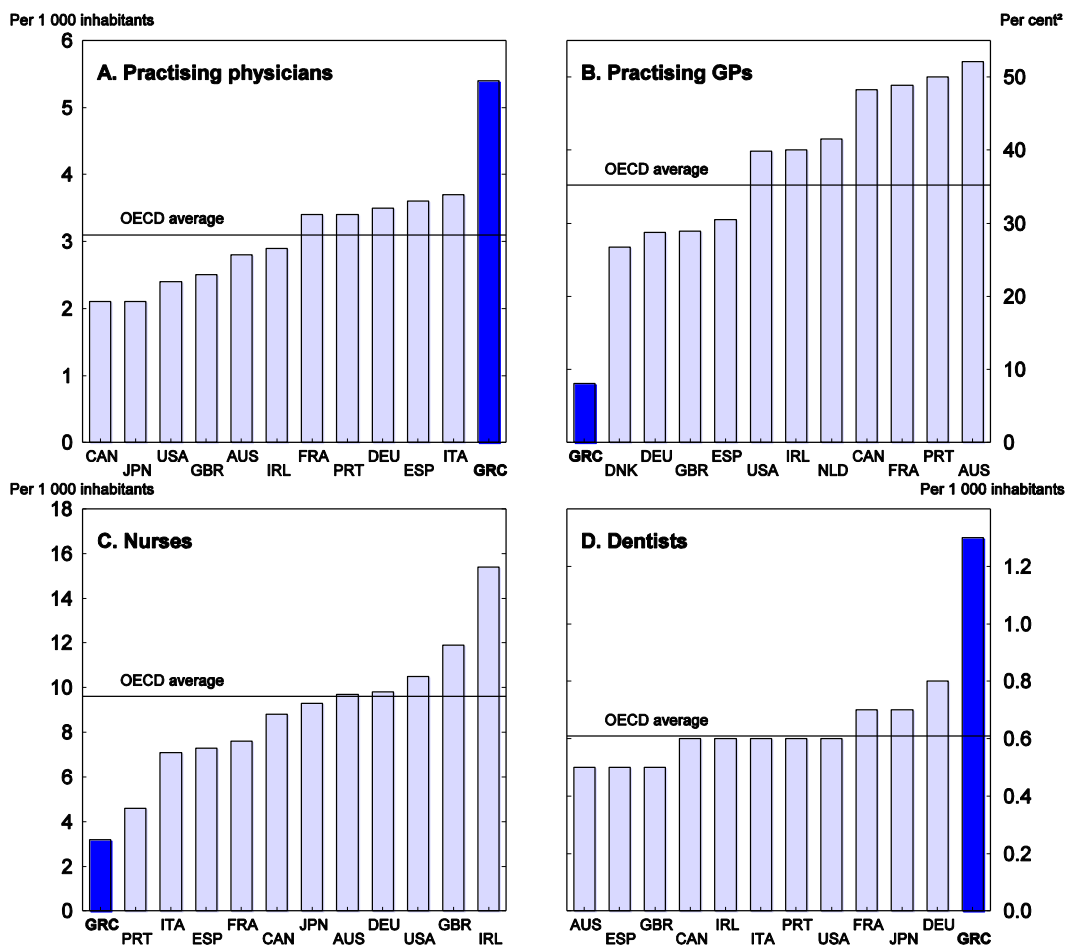 Per 1 000 inhabitants
Per cent²
6
5
4
3
2
1
0
A. Practising physicians
OECD average
CAN JPN USA GBR AUS IRL FRA PRT DEU ESP ITA GRC
B. Practising GPs
OECD average
50
40
30
20
10
0
GRC DNK DEU GBR ESP USA IRL NLD CAN FRA PRT AUS
Per 1 000 inhabitants
Per 1 000 inhabitants
18
16
14
12
10
8
6
4
2
0
C. Nurses
OECD average
GRC PRT ITA ESP FRA CAN JPN AUS DEU USA GBR IRL
D. Dentists
OECD average
1.2
1.0
0.8
0.6
0.4
0.2
0.0
AUS ESP GBR CAN IRL ITA PRT USA FRA JPN DEU GRC